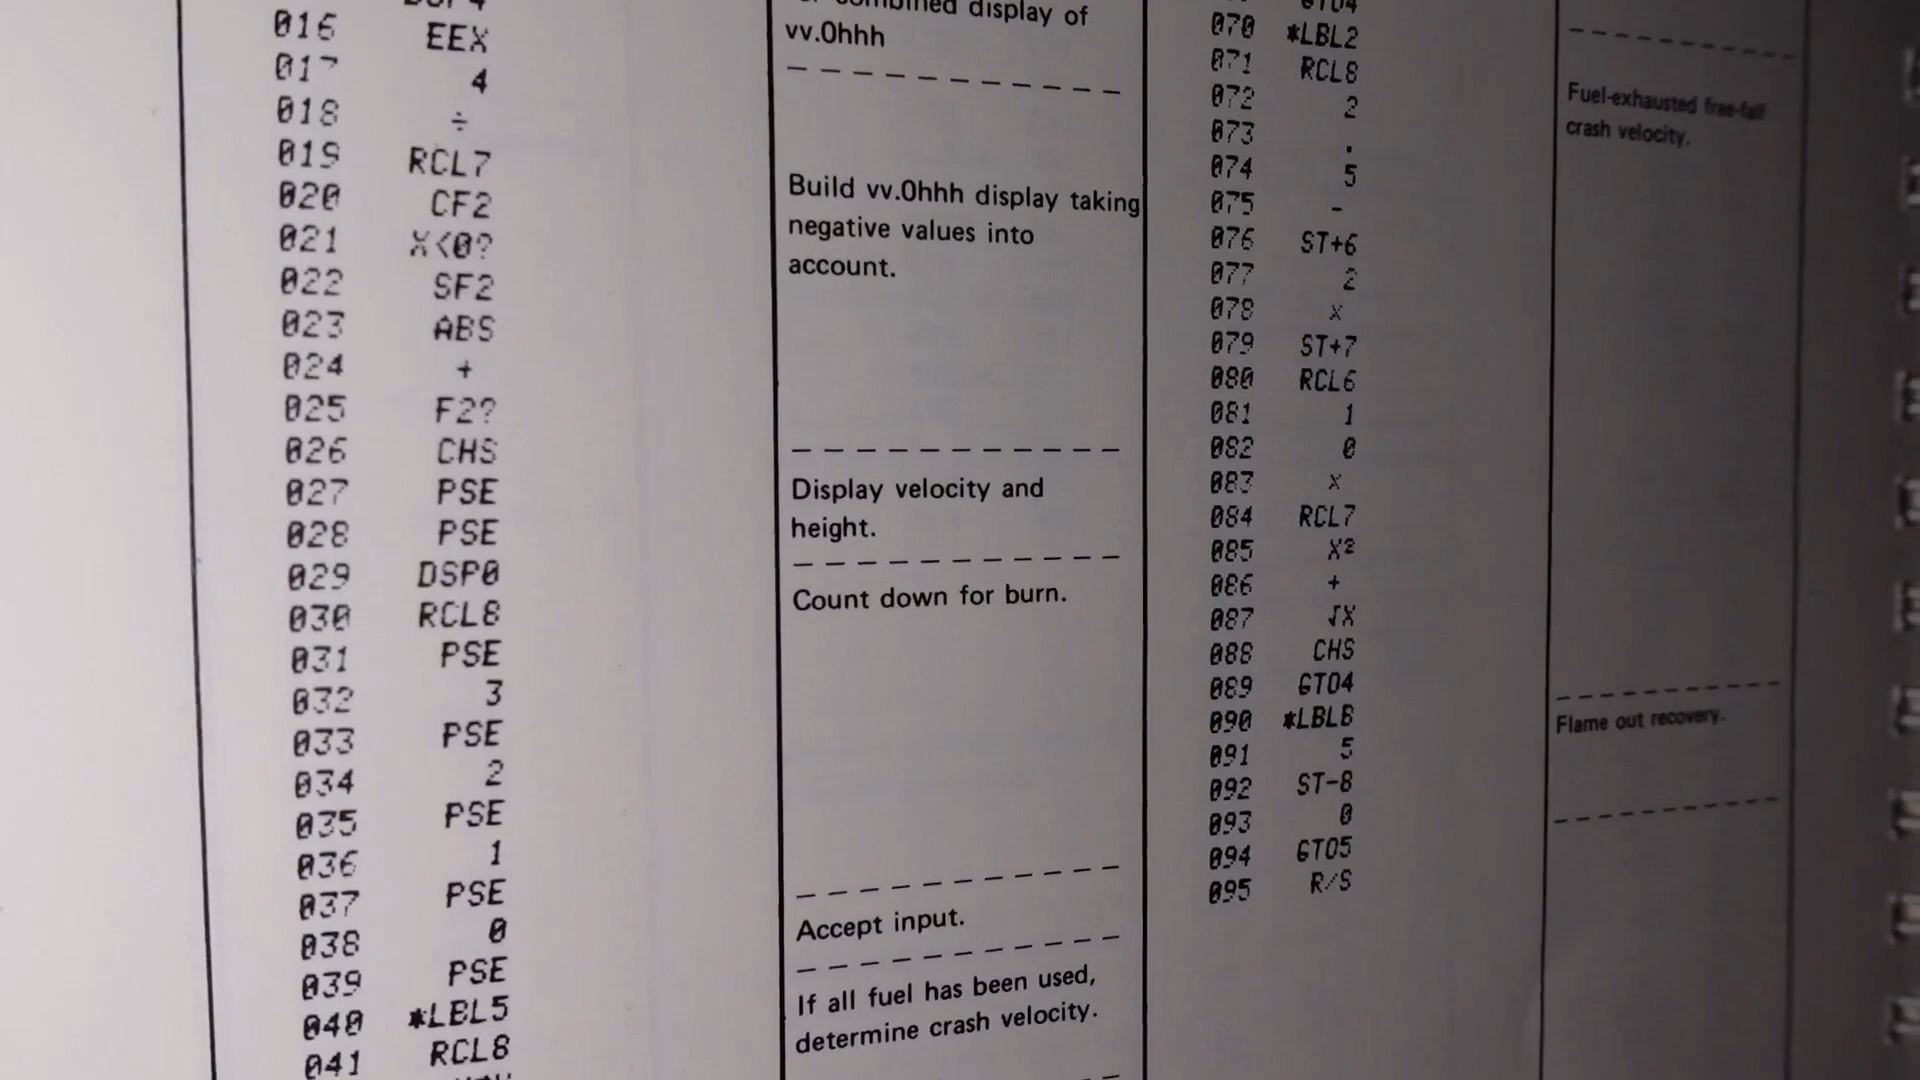 016 EEX
017 4
018 ÷
019 RCL7
020 CF2
021 X<0?
022 SF2
023 ABS
024 +
025 F2?
026 CHS
027 PSE
028 PSE
029 DSP0
030 RCL8
031 PSE
032 3
033 PSE
034 2
035 PSE
036 1
037 PSE
038 0
039 PSE
040 *LBL5
041 RCL8
combined display of
vv.0hhh
Build vv.0hhh display taking
negative values into
account.
Display velocity and
height.
Count down for burn.
Accept input.
If all fuel has been used,
determine crash velocity.
GTO4
070 *LBL2
071 RCL8
072 2
073 .
074 5
075 -
076 ST+6
077 2
078 x
079 ST+7
080 RCL6
081 1
082 0
083 x
084 RCL7
085 X²
086 +
087 √X
088 CHS
089 GTO4
090 *LBLB
091 5
092 ST-8
093 0
094 GTO5
095 R/S
Fuel-exhausted free-fall
crash velocity.
Flame out recovery.